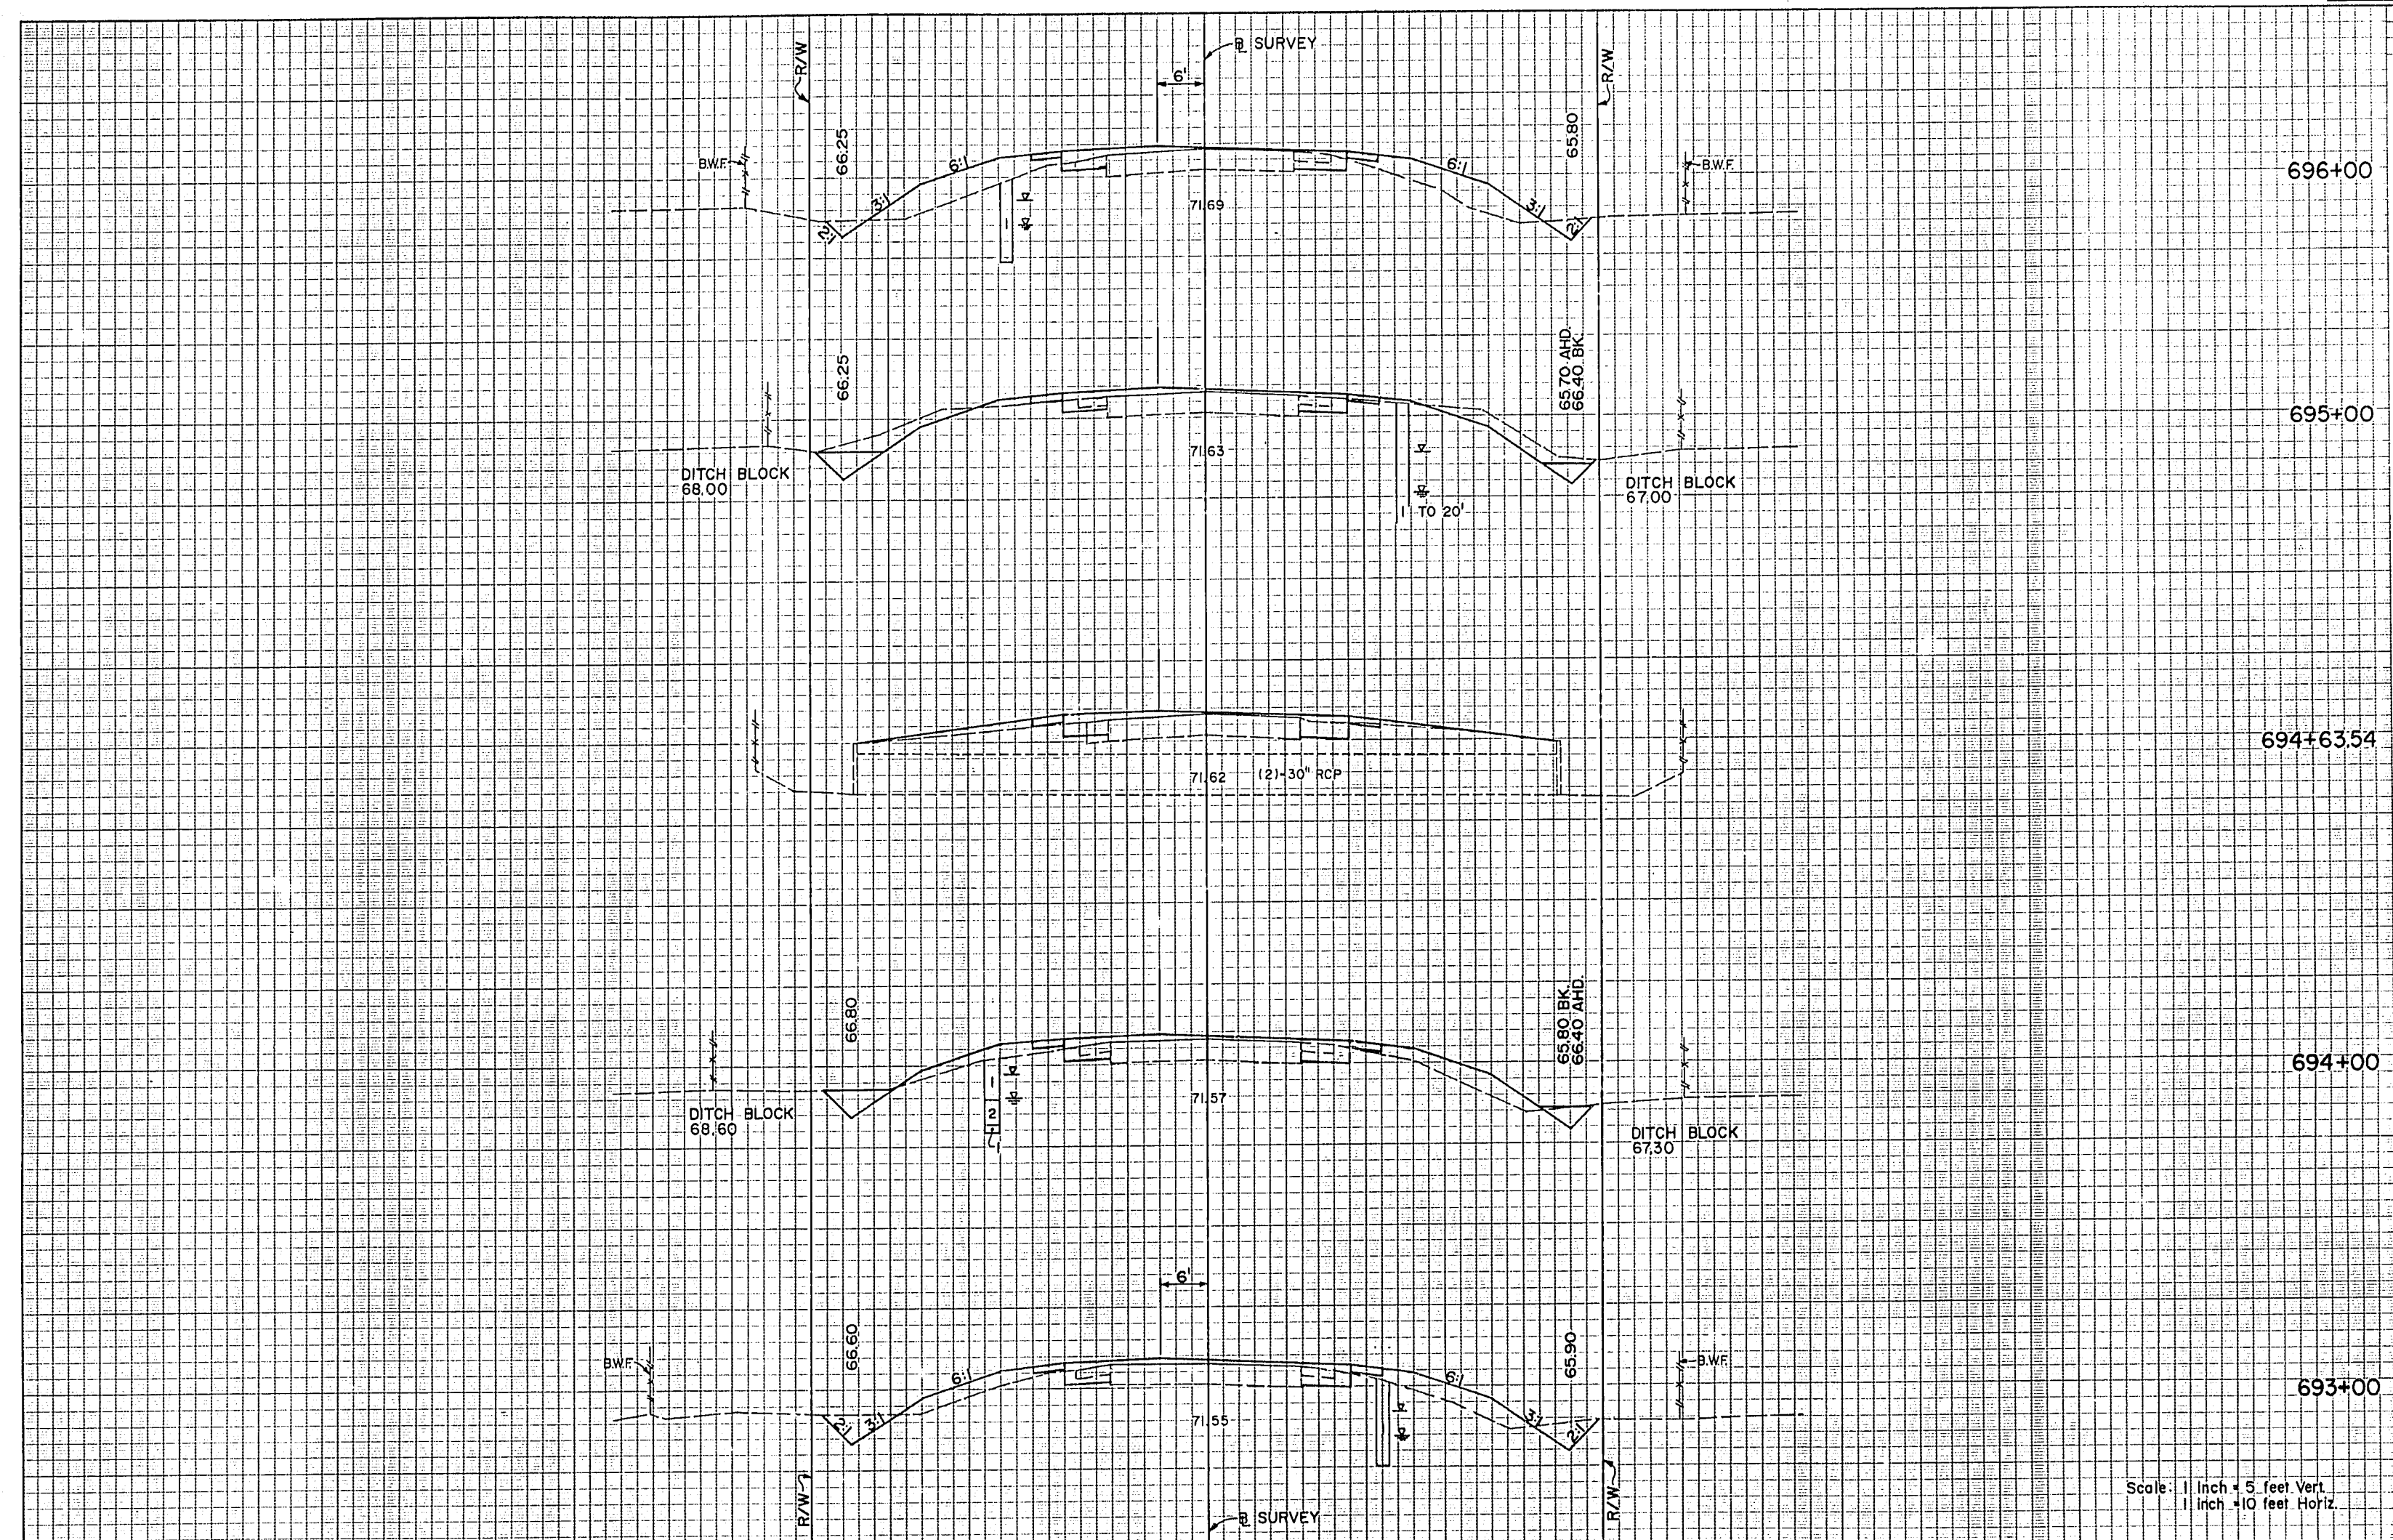 R/W
℄ SURVEY
R/W
6'
66.25
65.80
B.W.F.
6:1
6:1
B.W.F.
696+00
3:1
71.69
3:1
2:1
1
2:1
66.25
65.70 AHD.
66.40 BK.
695+00
71.63
DITCH BLOCK
68.00
DITCH BLOCK
67.00
1 TO 20'
694+63.54
71.62
(2)-30" RCP
66.80
65.80 BK.
66.40 AHD.
694+00
1
71.57
DITCH BLOCK
68.60
2
1
DITCH BLOCK
67.30
6'
66.60
65.90
B.W.F.
6:1
6:1
B.W.F.
693+00
2:1
3:1
71.55
3:1
2:1
R/W
R/W
℄ SURVEY
Scale: 1 inch = 5 feet Vert.
1 inch = 10 feet Horiz.